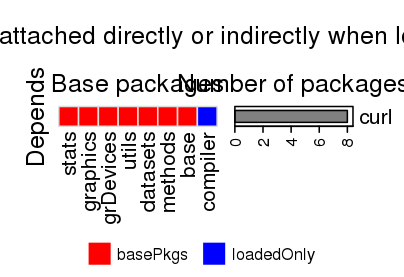 attached directly or indirectly when
Base packages
Number of packages
Depends
curl
stats
graphics
grDevices
utils
datasets
methods
base
compiler
0
2
4
6
8
basePkgs
loadedOnly